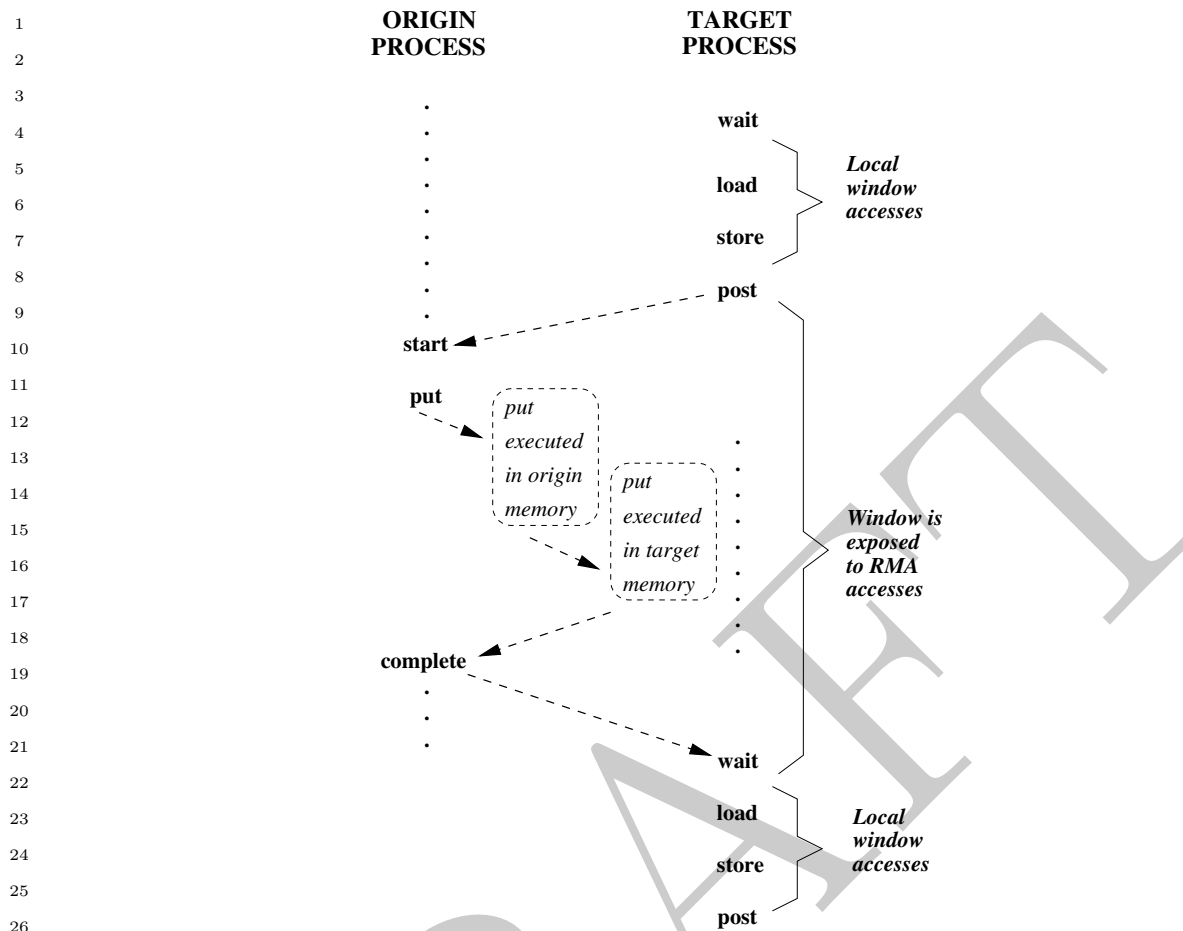 1
2
3
4
5
6
7
8
9
10
11
12
13
14
15
16
17
18
19
20
21
22
23
24
25
26
ORIGIN
PROCESS
TARGET
PROCESS
wait
load
store
Local
window
accesses
post
start
put
put
executed
in origin
memory
put
executed
in target
memory
Window is
exposed
to RMA
accesses
complete
wait
load
store
post
Local
window
accesses
DRAFT